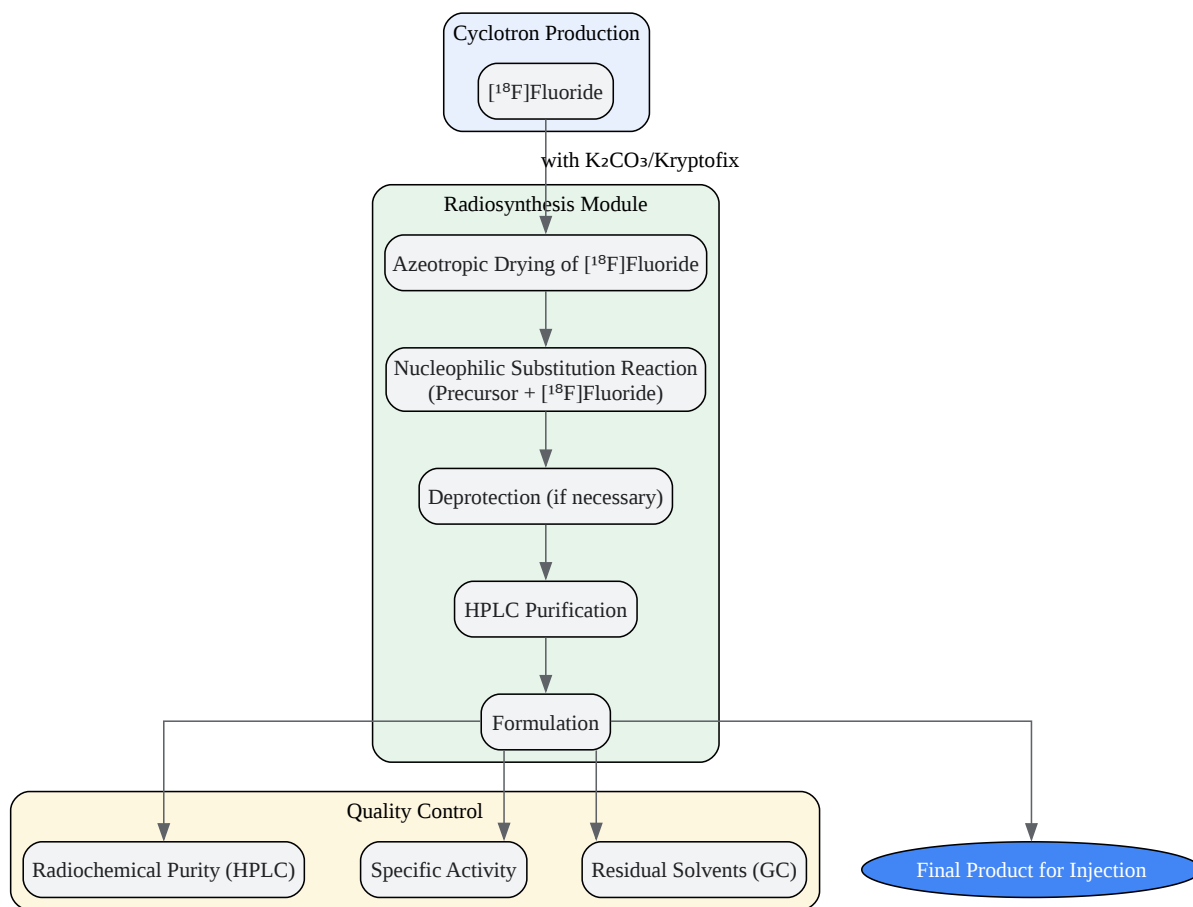 Cyclotron Production
[¹⁸F]Fluoride
with K₂CO₃/Kryptofix
Radiosynthesis Module
Azeotropic Drying of [¹⁸F]Fluoride
Nucleophilic Substitution Reaction
(Precursor + [¹⁸F]Fluoride)
Deprotection (if necessary)
HPLC Purification
Formulation
Quality Control
Radiochemical Purity (HPLC)
Specific Activity
Residual Solvents (GC)
Final Product for Injection